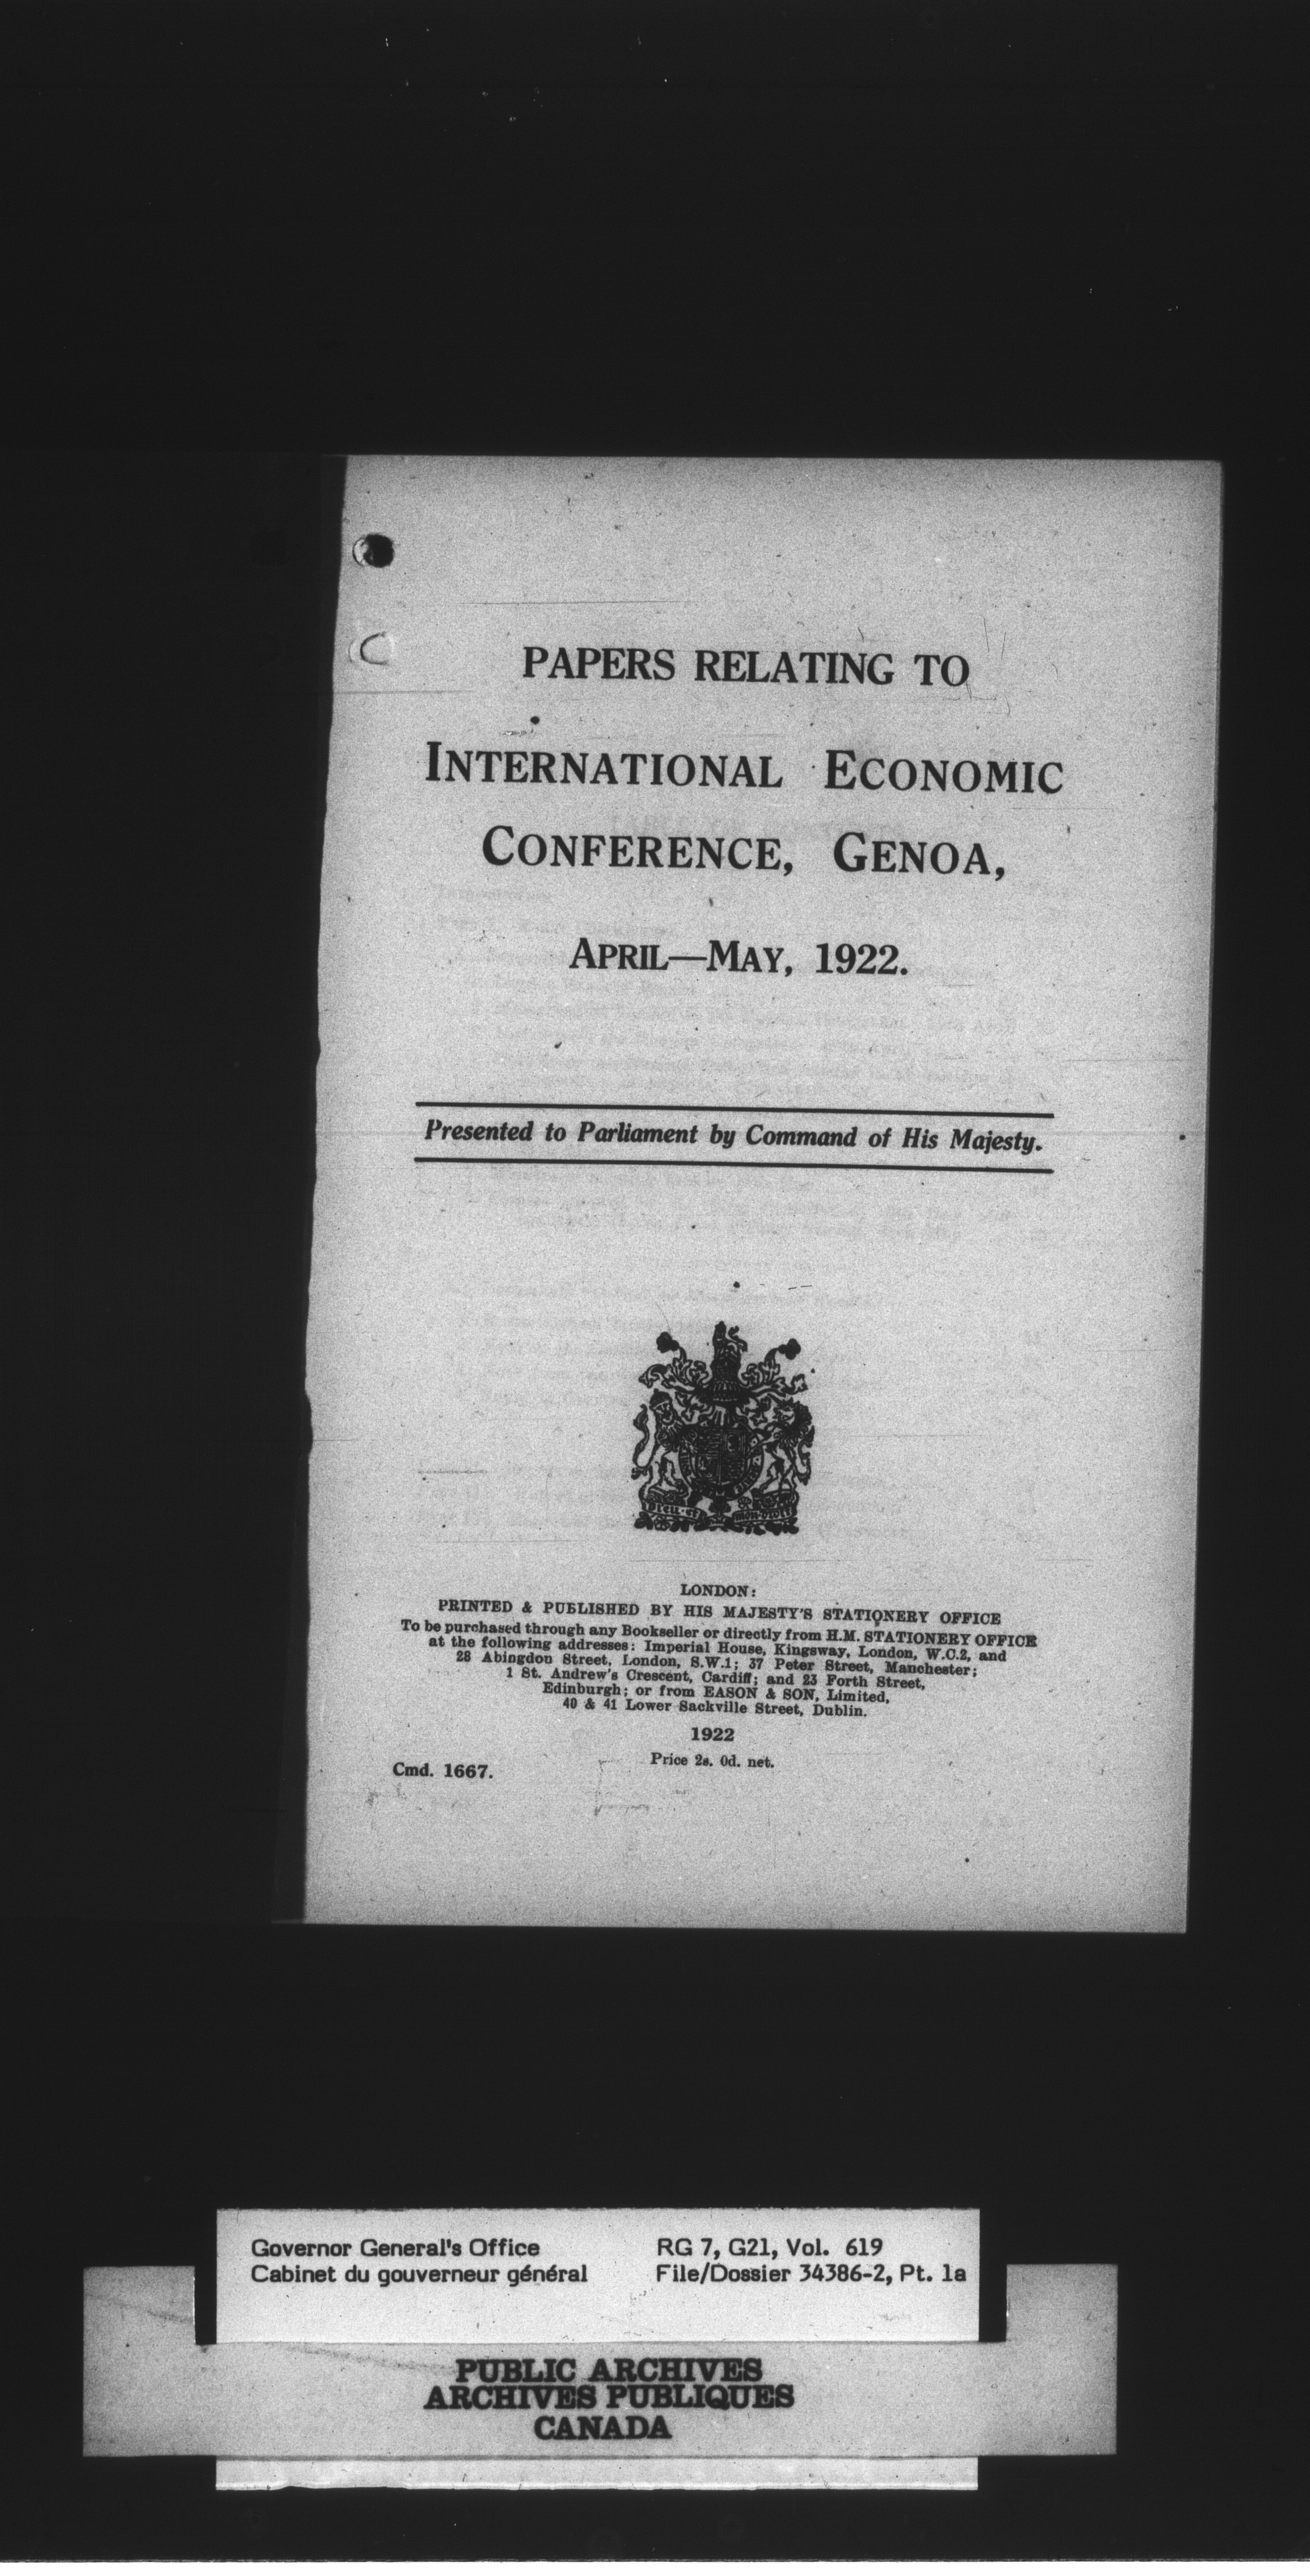 PAPERS RELATING TO
INTERNATIONAL ECONOMIC
CONFERENCE, GENOA,
APRIL—MAY, 1922.
Presented to Parliament by Command of His Majesty.
LONDON:
PRINTED & PUBLISHED BY HIS MAJESTY'S STATIONERY OFFICE
To be purchased through any Bookseller or directly from H.M. STATIONERY OFFICE
at the following addresses: Imperial House, Kingsway, London, W.C.2, and
28 Abingdon Street, London, S.W.1; 37 Peter Street, Manchester;
1 St. Andrew's Crescent, Cardiff; and 23 Forth Street,
Edinburgh; or from EASON & SON, Limited,
40 & 41 Lower Sackville Street, Dublin.
1922
Price 2s. 0d. net.
Cmd. 1667.
Governor General's Office RG 7, G21, Vol. 619
Cabinet du gouverneur général File/Dossier 34386-2, Pt. 1a
PUBLIC ARCHIVES
ARCHIVES PUBLIQUES
CANADA